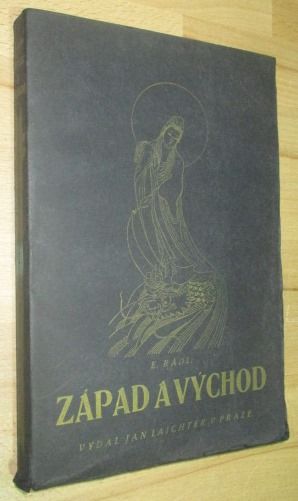 E. RÁDL:
ZÁPAD A VÝCHOD
VYDAL JAN LAICHTER, V PRAZE